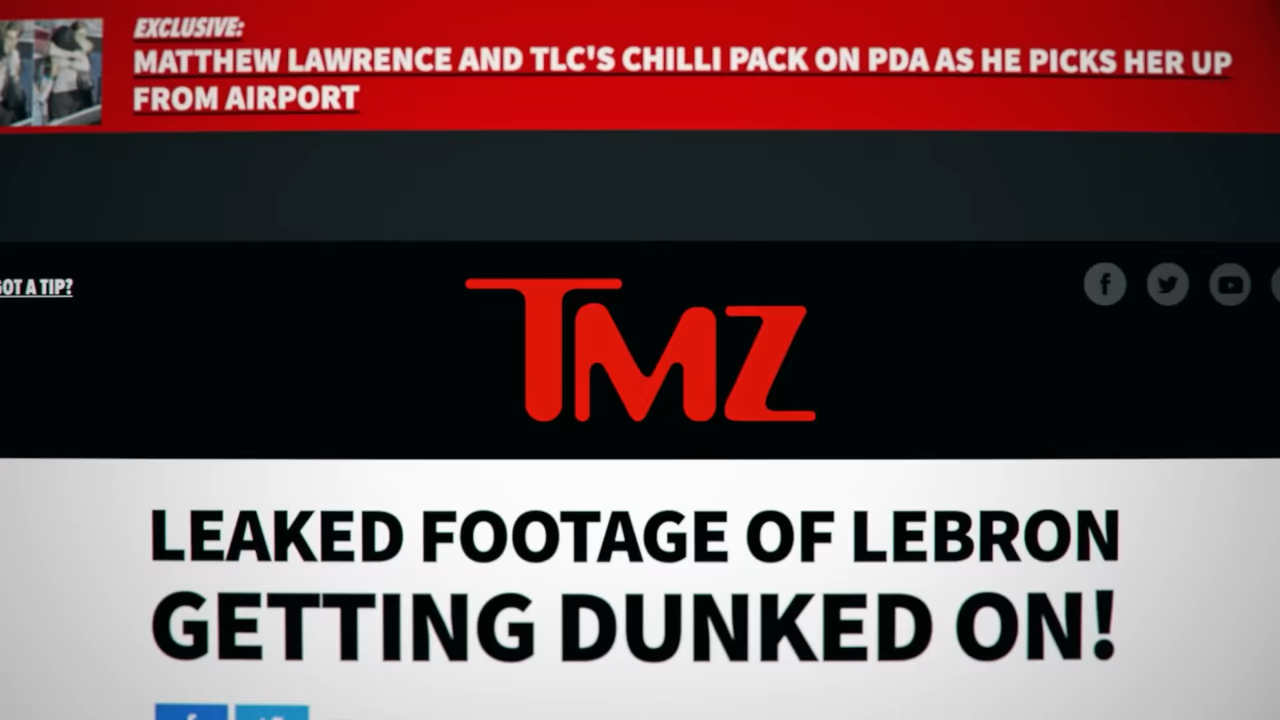 EXCLUSIVE:
MATTHEW LAWRENCE AND TLC'S CHILLI PACK ON PDA AS HE PICKS HER UP
FROM AIRPORT
GOT A TIP?
TMZ
LEAKED FOOTAGE OF LEBRON
GETTING DUNKED ON!